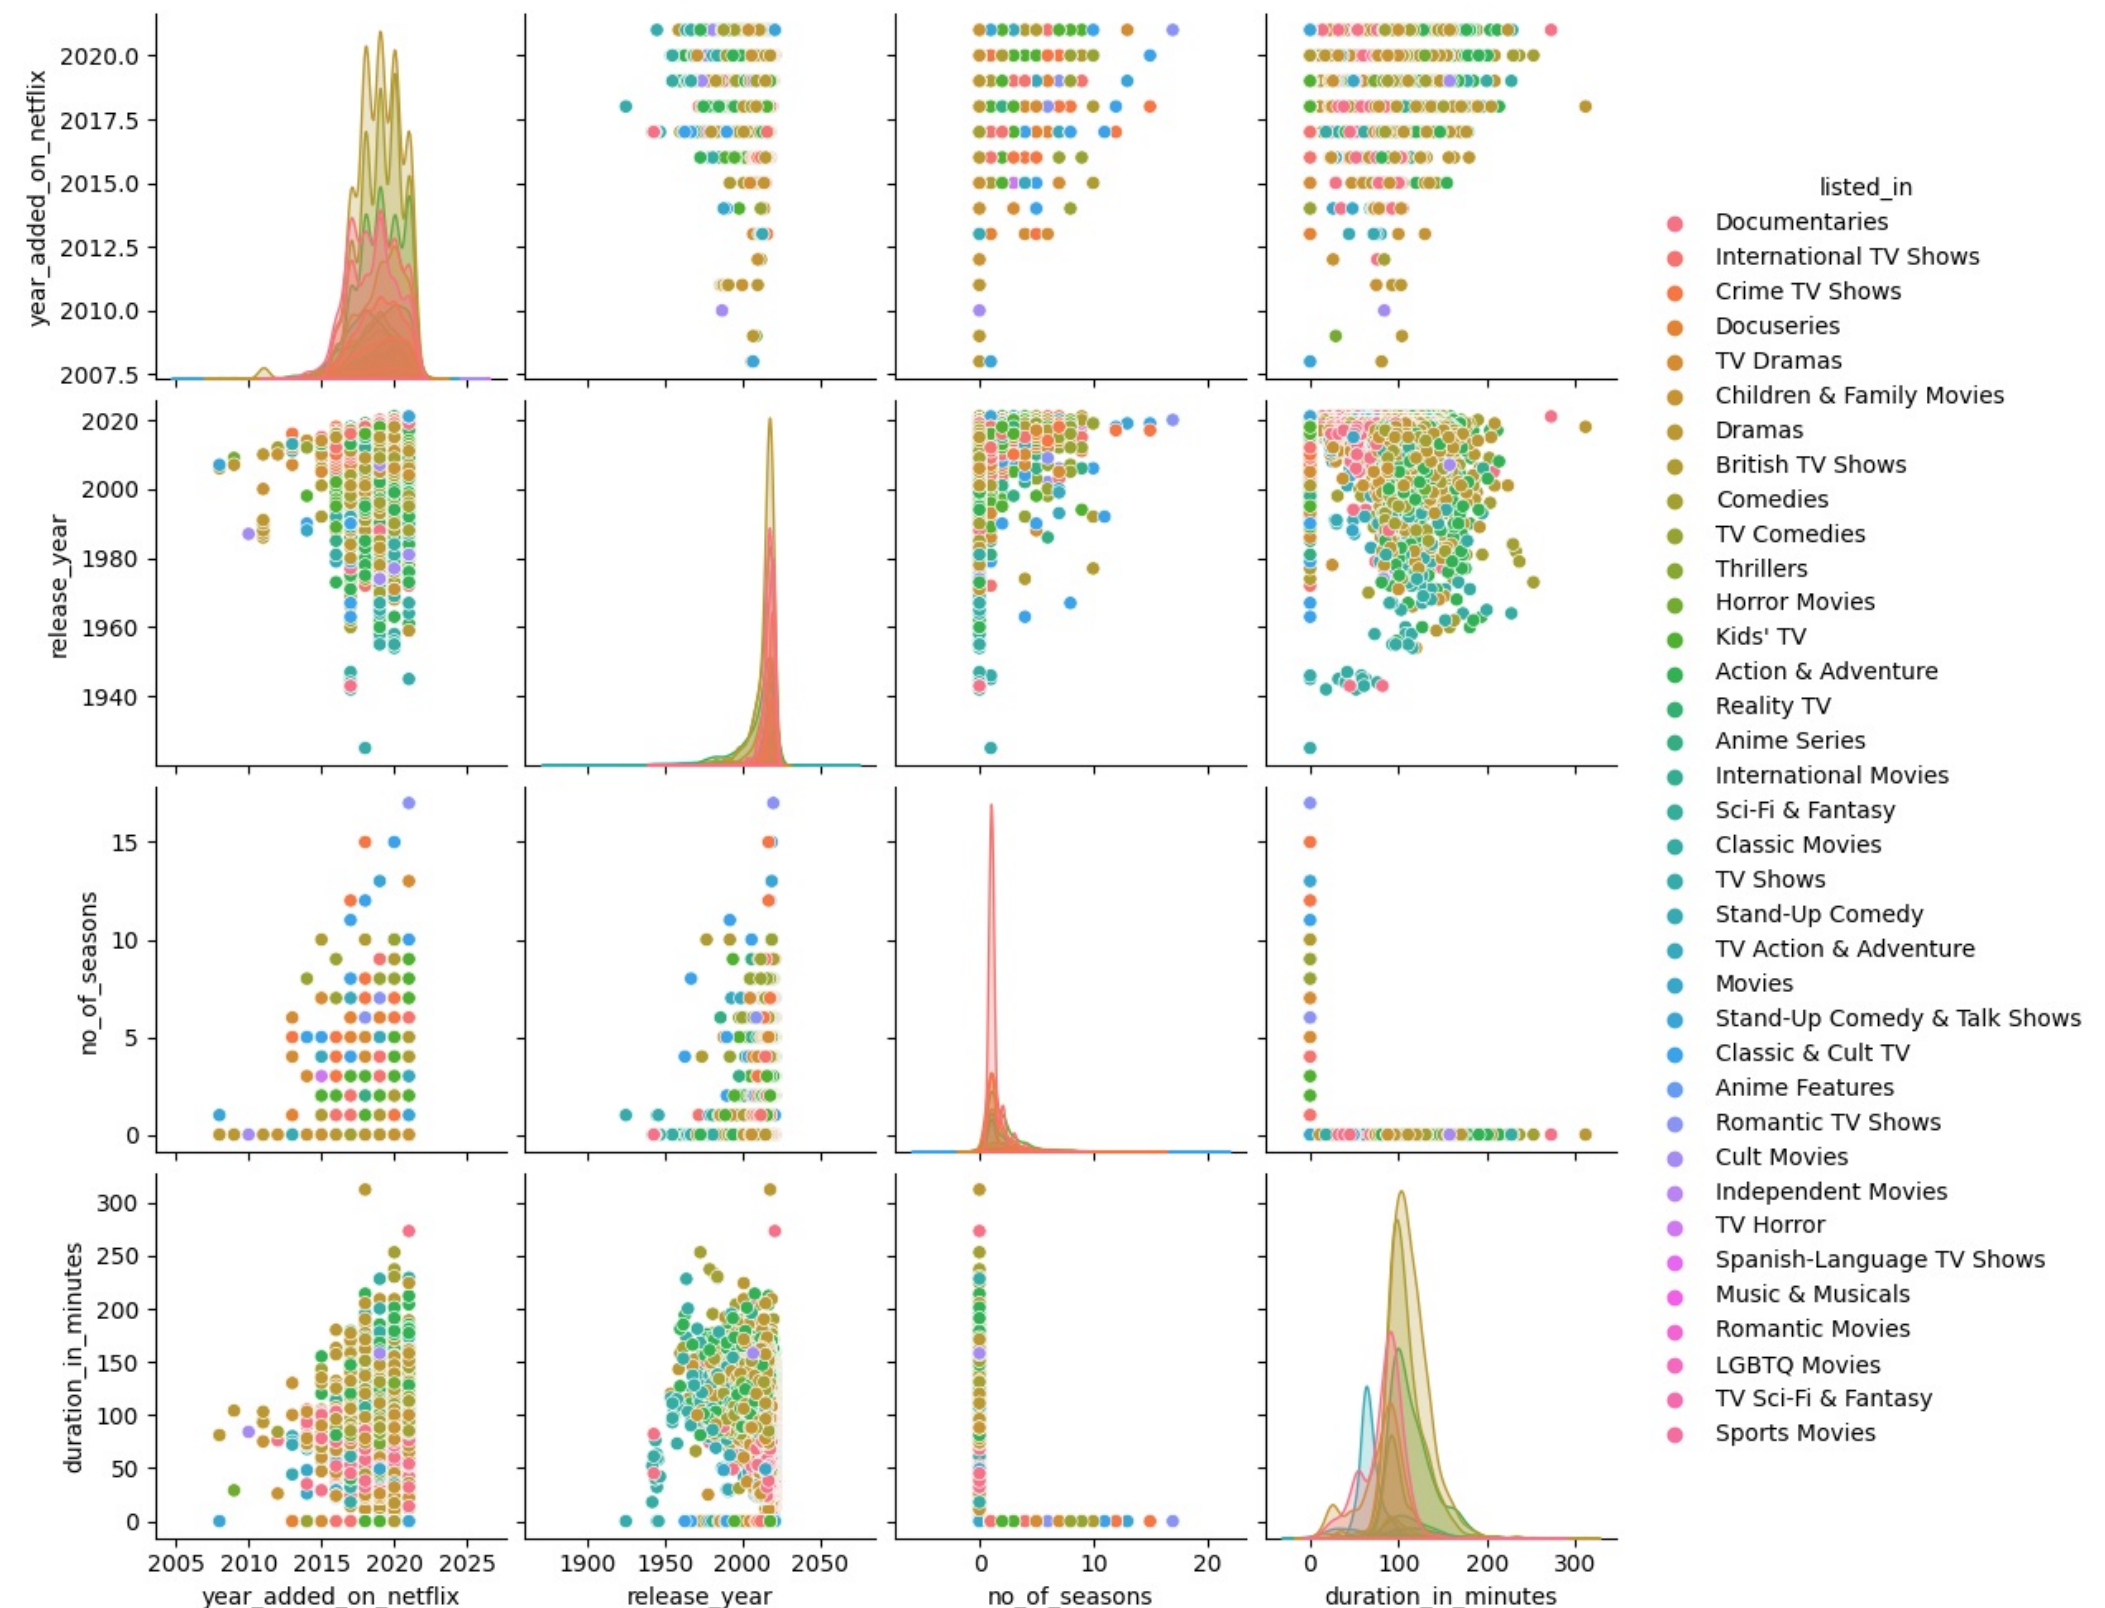 year_added_on_netflix
2020.0
2017.5
2015.0
2012.5
2010.0
2007.5
release_year
2020
2000
1980
1960
1940
no_of_seasons
15
10
5
0
duration_in_minutes
300
250
200
150
100
50
0
2005 2010 2015 2020 2025
year_added_on_netflix
1900 1950 2000 2050
release_year
0 10 20
no_of_seasons
0 100 200 300
duration_in_minutes
listed_in
Documentaries
International TV Shows
Crime TV Shows
Docuseries
TV Dramas
Children & Family Movies
Dramas
British TV Shows
Comedies
TV Comedies
Thrillers
Horror Movies
Kids' TV
Action & Adventure
Reality TV
Anime Series
International Movies
Sci-Fi & Fantasy
Classic Movies
TV Shows
Stand-Up Comedy
TV Action & Adventure
Movies
Stand-Up Comedy & Talk Shows
Classic & Cult TV
Anime Features
Romantic TV Shows
Cult Movies
Independent Movies
TV Horror
Spanish-Language TV Shows
Music & Musicals
Romantic Movies
LGBTQ Movies
TV Sci-Fi & Fantasy
Sports Movies